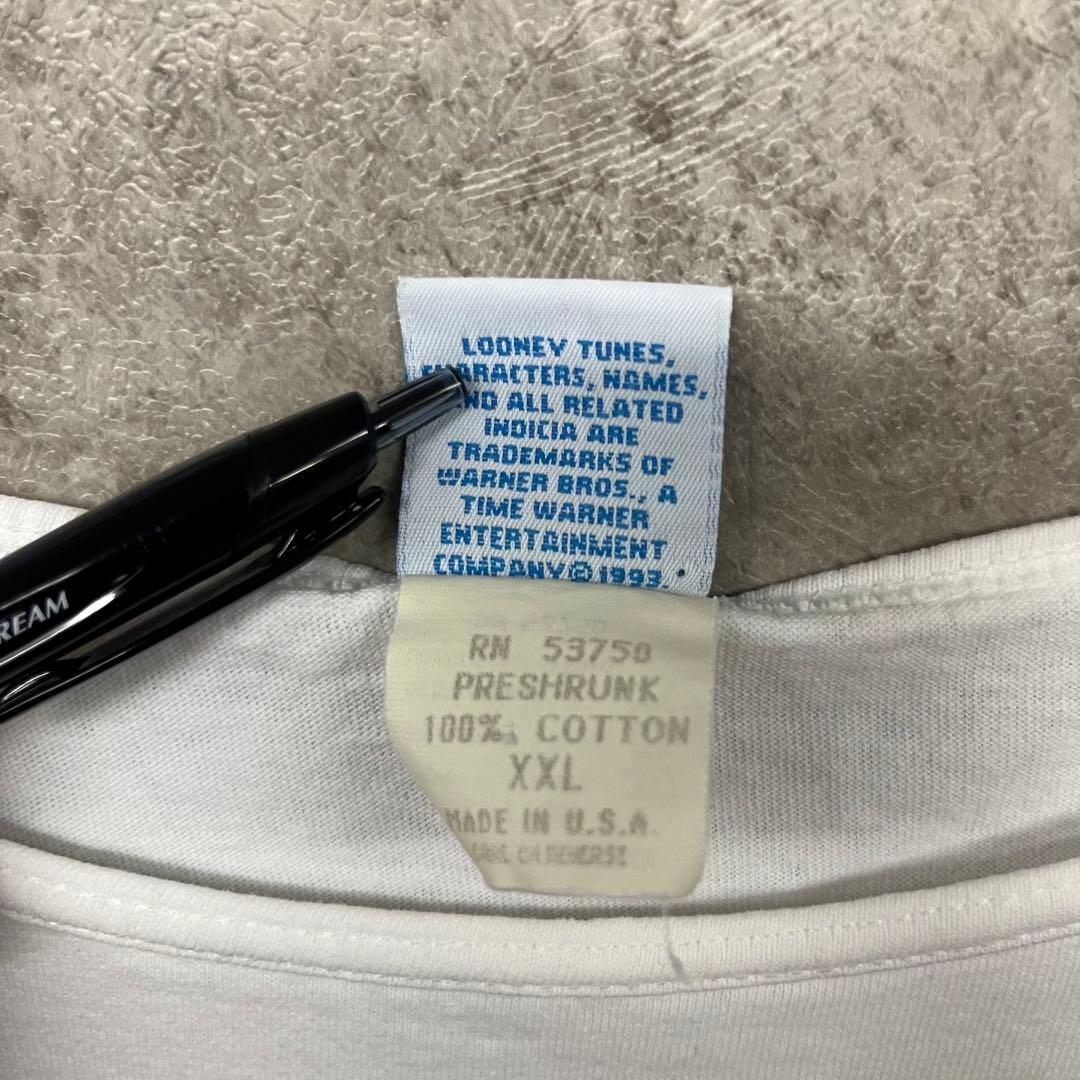 LOONEY TUNES,
CHARACTERS, NAMES,
AND ALL RELATED
INDICIA ARE
TRADEMARKS OF
WARNER BROS., A
TIME WARNER
ENTERTAINMENT
COMPANY © 1993.
REAM
RN 53750
PRESHRUNK
100% COTTON
XXL
MADE IN U.S.A.
REVERSE